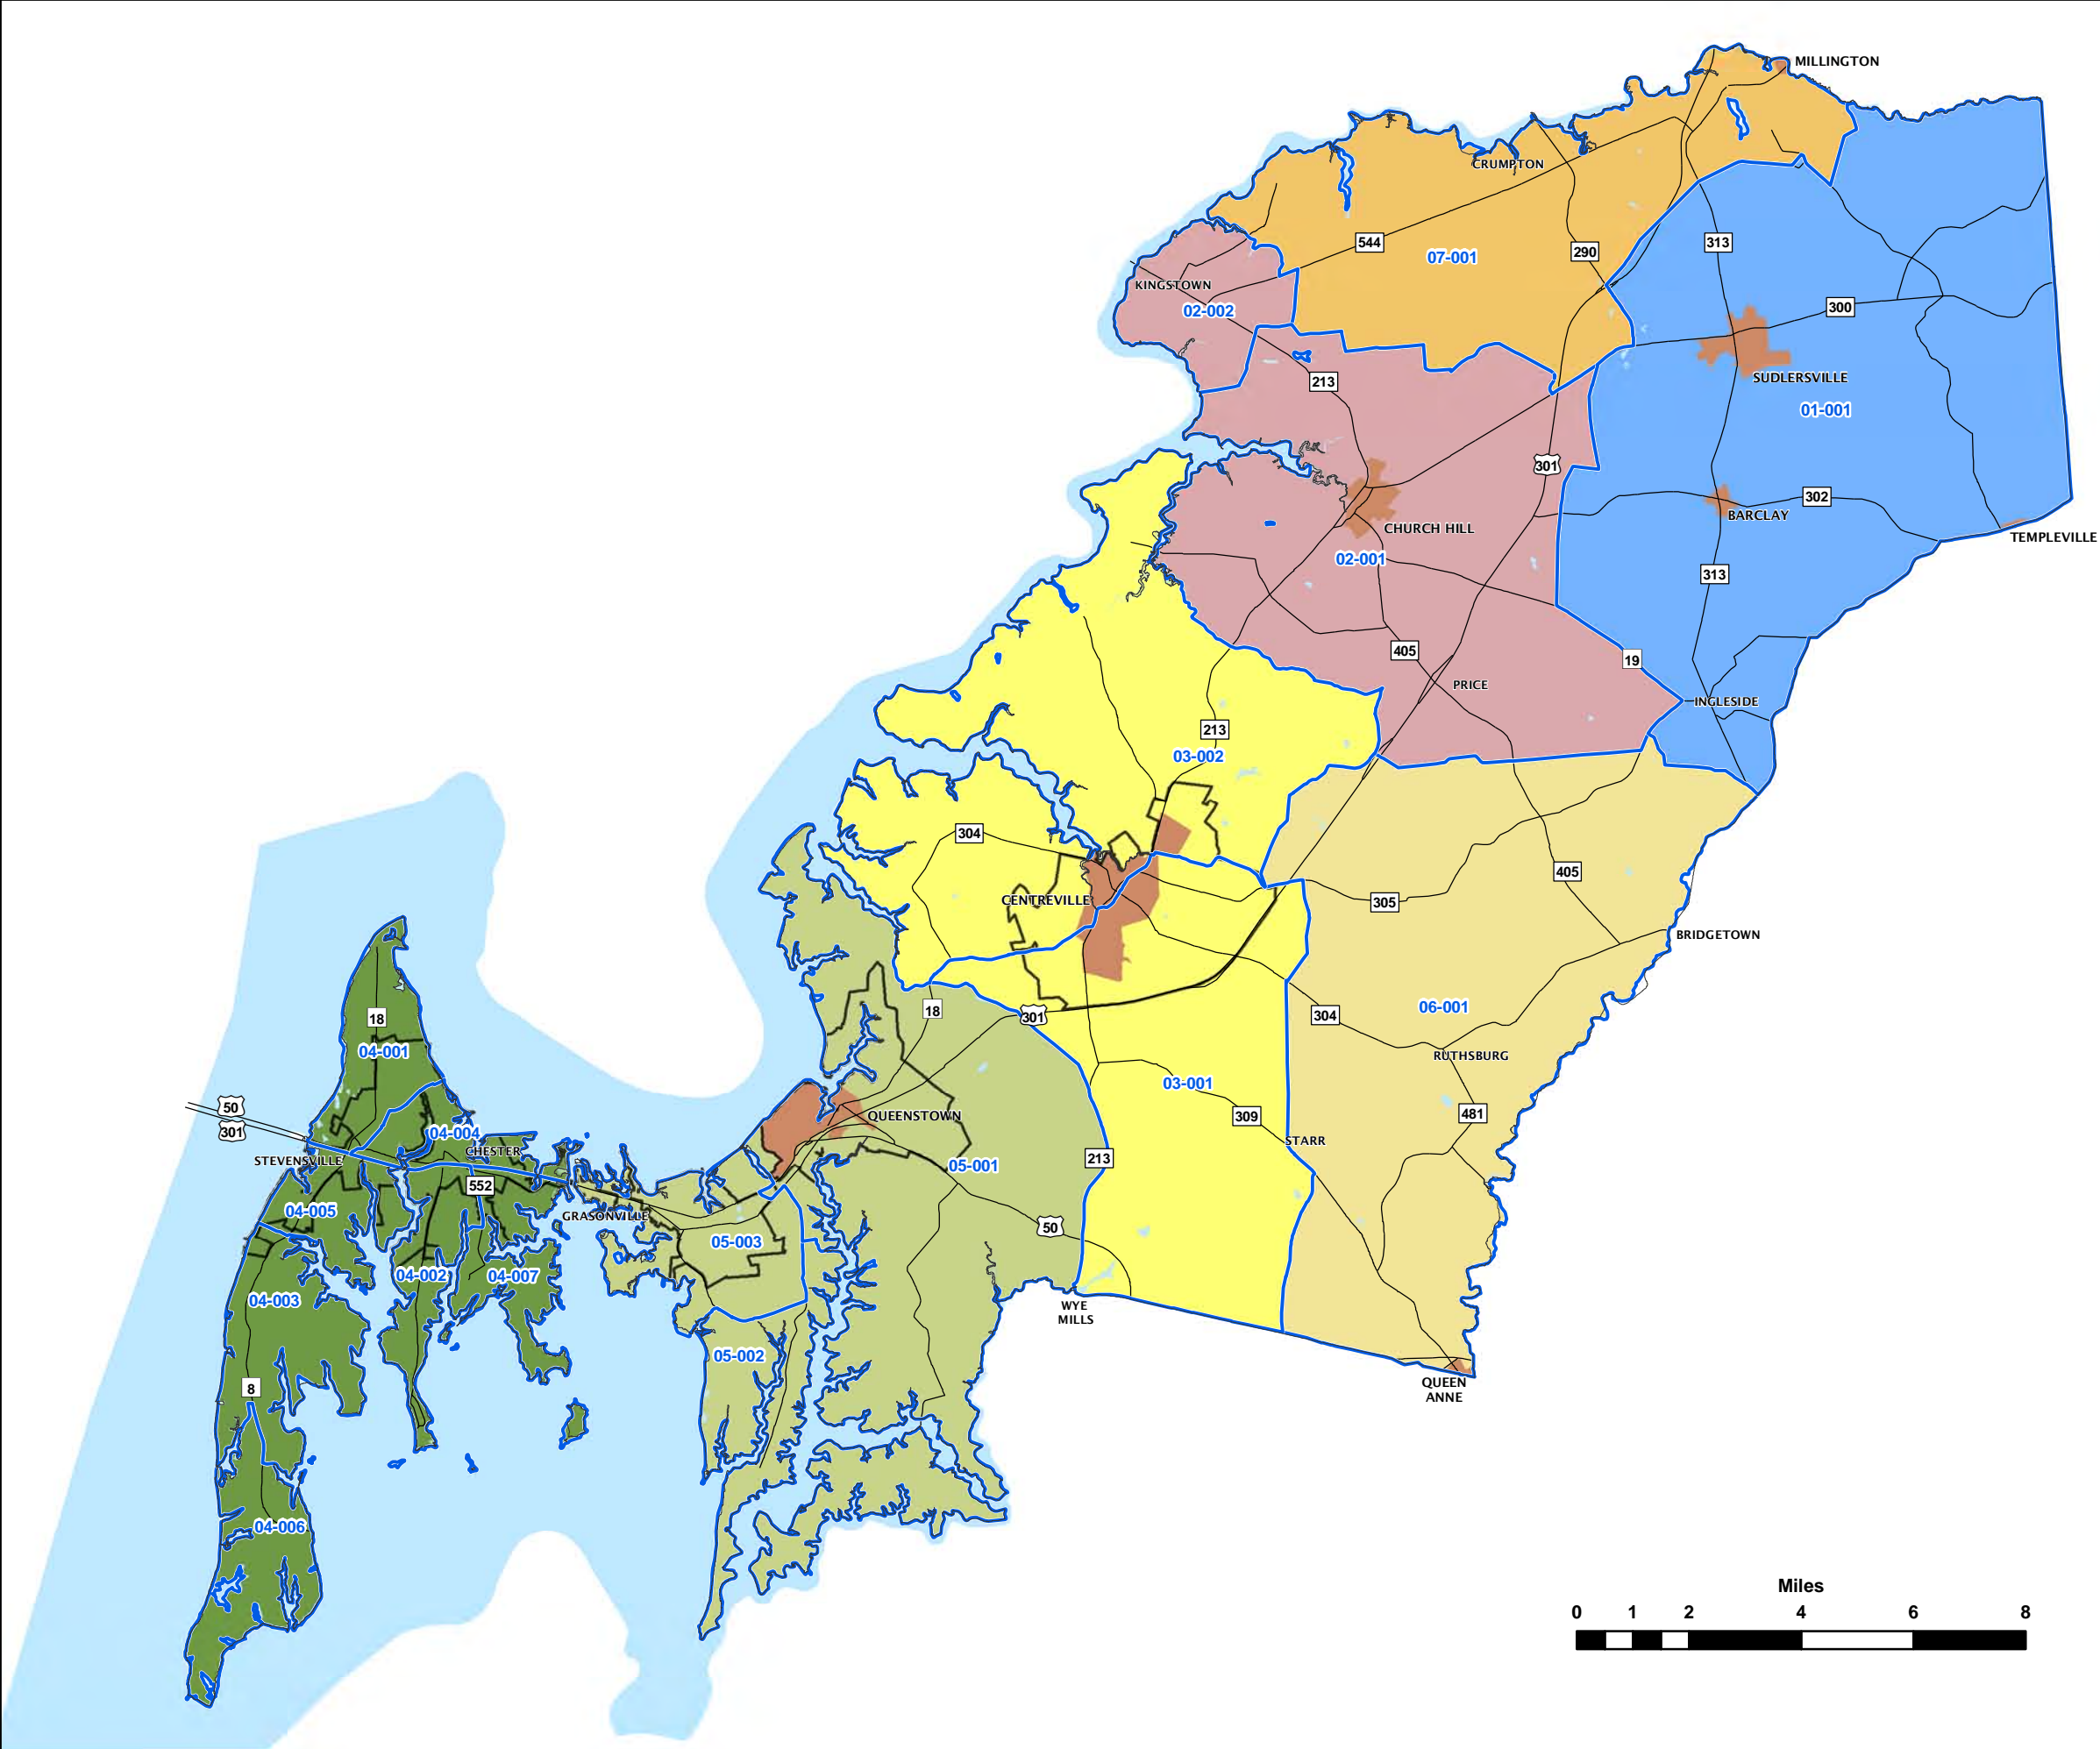 MILLINGTON
CRUMPTON
544
07-001
290
313
KINGSTOWN
02-002
300
213
SUDLERSVILLE
01-001
301
302
BARCLAY
CHURCH HILL
TEMPLEVILLE
02-001
313
405
19
PRICE
INGLESIDE
213
03-002
304
405
CENTREVILLE
305
BRIDGETOWN
18
18
301
304
06-001
04-001
RUTHSBURG
03-001
50
309
481
QUEENSTOWN
301
04-004
STARR
CHESTER
STEVENSVILLE
213
05-001
552
04-005
GRASONVILLE
50
05-003
04-002
04-007
04-003
WYE
MILLS
05-002
8
QUEEN
ANNE
04-006
Miles
0 1 2 4 6 8